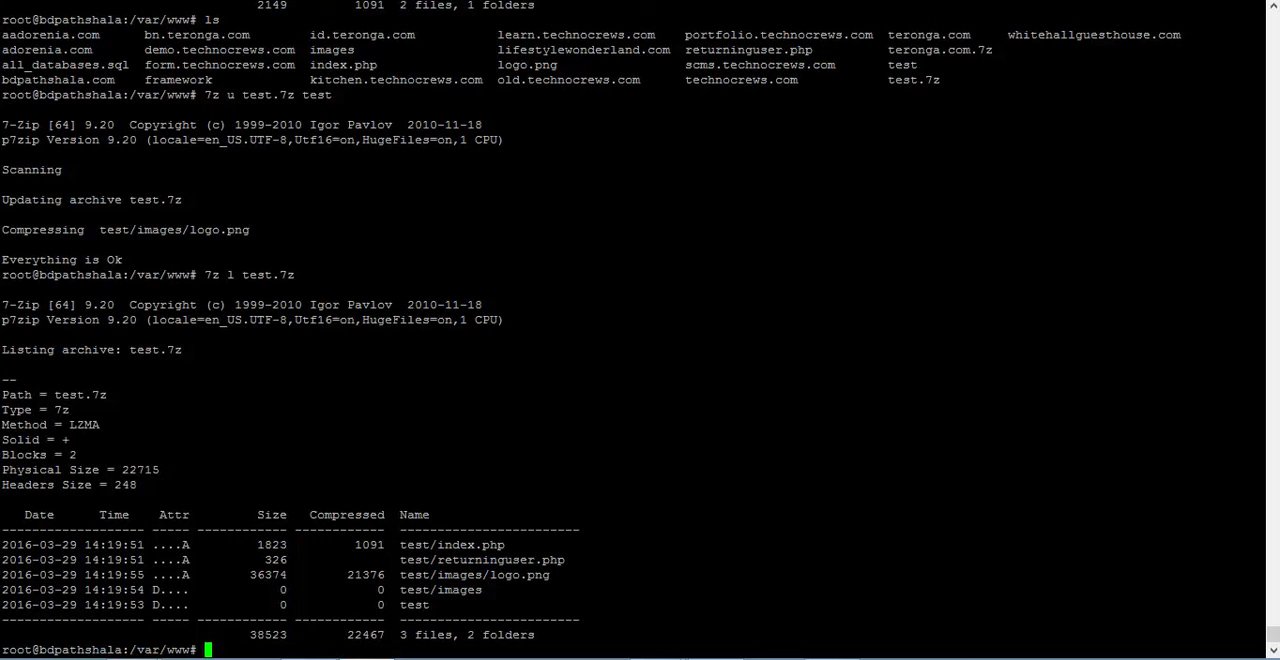 2149 1091 2 files, 1 folders
root@bdpathshala:/var/www# ls
aadorenia.com bn.teronga.com id.teronga.com learn.technocrews.com portfolio.technocrews.com teronga.com whitehallguesthouse.com
adorenia.com demo.technocrews.com images lifestylewonderland.com returninguser.php teronga.com.7z
all_databases.sql form.technocrews.com index.php logo.png scms.technocrews.com test
bdpathshala.com framework kitchen.technocrews.com old.technocrews.com technocrews.com test.7z
root@bdpathshala:/var/www# 7z u test.7z test
7-Zip [64] 9.20 Copyright (c) 1999-2010 Igor Pavlov 2010-11-18
p7zip Version 9.20 (locale=en_US.UTF-8,Utf16=on,HugeFiles=on,1 CPU)
Scanning
Updating archive test.7z
Compressing test/images/logo.png
Everything is Ok
root@bdpathshala:/var/www# 7z l test.7z
7-Zip [64] 9.20 Copyright (c) 1999-2010 Igor Pavlov 2010-11-18
p7zip Version 9.20 (locale=en_US.UTF-8,Utf16=on,HugeFiles=on,1 CPU)
Listing archive: test.7z
--
Path = test.7z
Type = 7z
Method = LZMA
Solid = +
Blocks = 2
Physical Size = 22715
Headers Size = 248
Date Time Attr Size Compressed Name
------------------- ----- ------------ ------------ ------------------------
2016-03-29 14:19:51 ....A 1823 1091 test/index.php
2016-03-29 14:19:51 ....A 326 test/returninguser.php
2016-03-29 14:19:55 ....A 36374 21376 test/images/logo.png
2016-03-29 14:19:54 D.... 0 0 test/images
2016-03-29 14:19:53 D.... 0 0 test
------------------- ----- ------------ ------------ ------------------------
38523 22467 3 files, 2 folders
root@bdpathshala:/var/www#